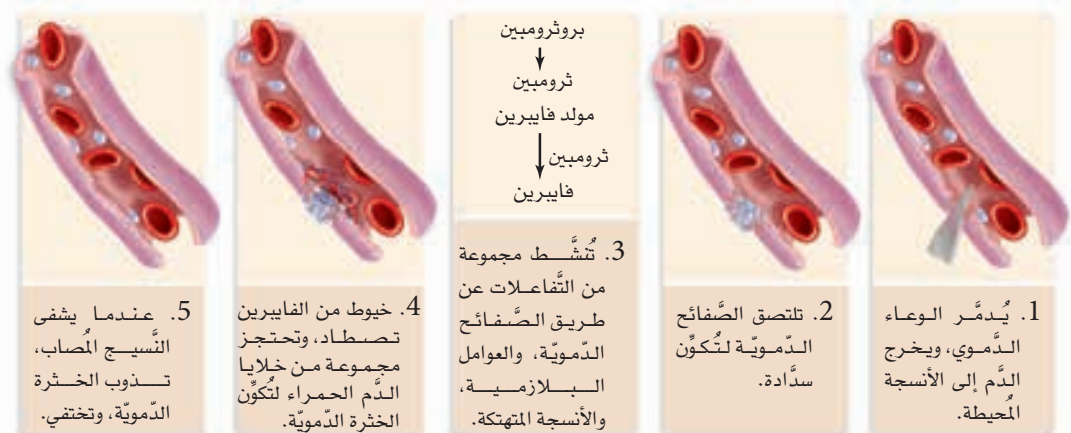 1. يُدمَّر الوعاء
الدَّموي، ويخرج
الدَّم إلى الأنسجة
المُحيطة.
2. تلتصق الصَّفائح
الدّمويّة لتُكوِّن
سدَّادة.
بروثرومبين
ثرومبين
مولد فايبرين
ثرومبين
فايبرين
3. تُنشَّط مجموعة
من التَّفاعلات عن
طريق الصَّفائح
الدّمويّة، والعوامل
البلازمية،
والأنسجة المتهتكة.
4. خيوط من الفايبرين
تصطاد، وتحتجز
مجموعة من خلايا
الدَّم الحمراء لتُكوِّن
الخثرة الدّمويّة.
5. عندما يشفى
النَّسيج المُصاب،
تذوب الخثرة
الدّمويّة، وتختفي.